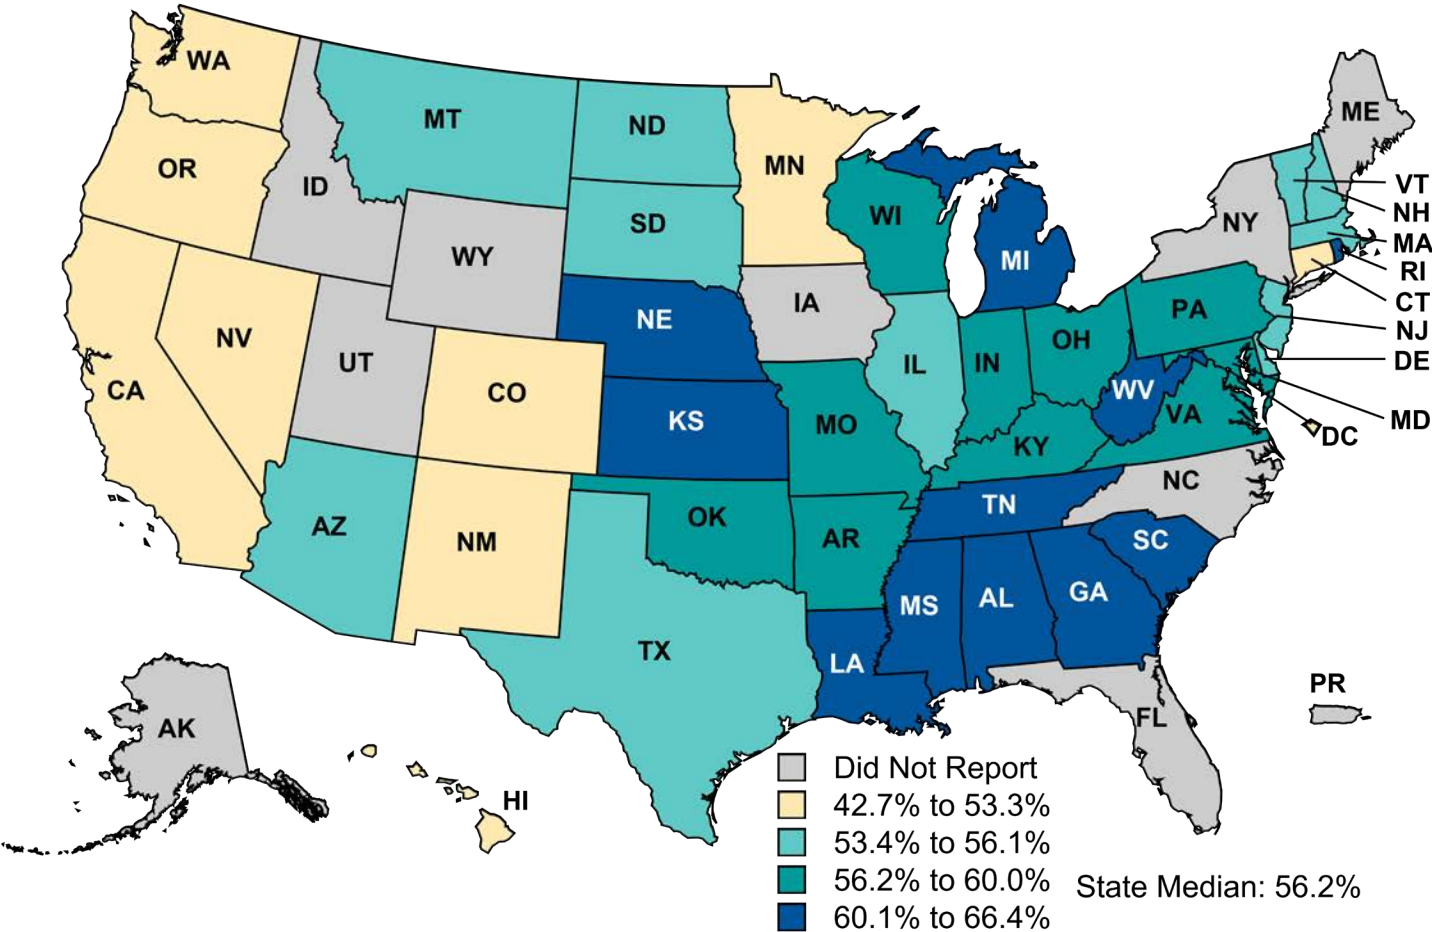 WA
ME
MT
ND
MN
OR
VT
ID
NH
WI
SD
NY
MA
WY
MI
RI
IA
CT
PA
NE
NJ
NV
OH
DE
UT
IL
IN
CA
CO
WV
VA
MD
KS
MO
DC
KY
NC
TN
OK
AZ
AR
SC
NM
GA
AL
MS
TX
LA
PR
FL
AK
HI
Did Not Report
42.7% to 53.3%
53.4% to 56.1%
56.2% to 60.0%
State Median: 56.2%
60.1% to 66.4%